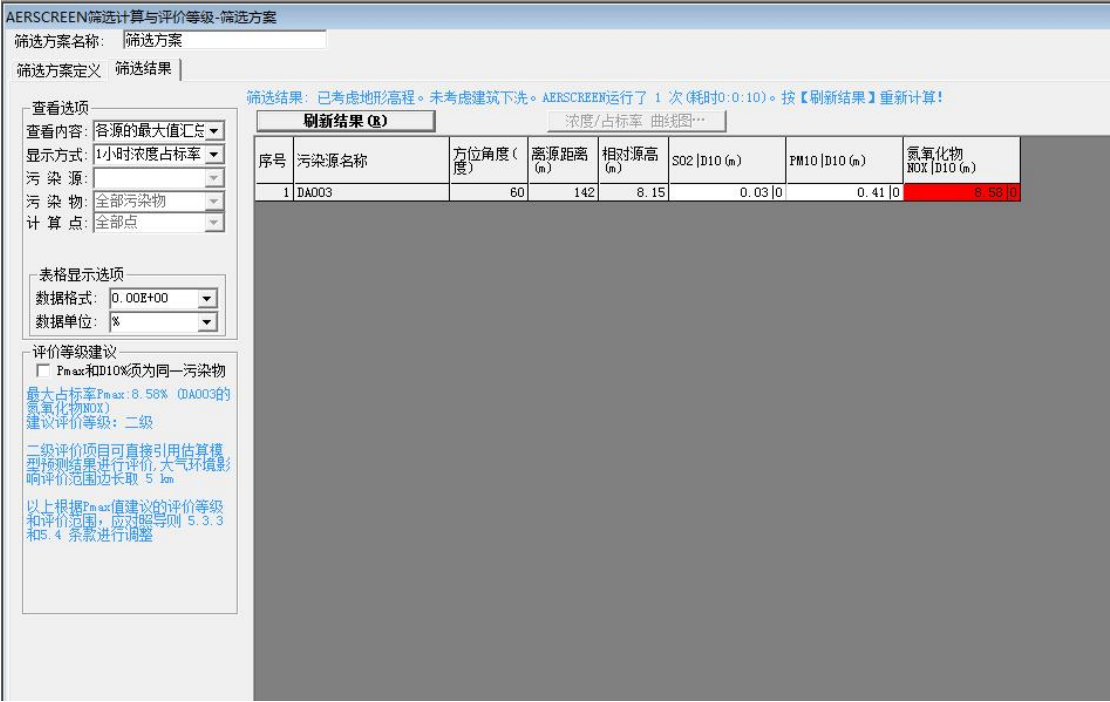 AERSCREEN筛选计算与评价等级-筛选方案
筛选方案名称: 筛选方案
筛选方案定义 筛选结果
筛选结果: 已考虑地形高程。未考虑建筑下洗。AERSCREEN运行了 1 次(耗时0:0:10)。按【刷新结果】重新计算!
查看选项
查看内容: 各源的最大值汇总
显示方式: 1小时浓度占标率
污 染 源:
污 染 物: 全部污染物
计 算 点: 全部点
刷新结果(R) 浓度/占标率 曲线图…
序号 污染源名称 方位角度(度) 离源距离(m) 相对源高(m) SO2|D10(m) PM10|D10(m) 氮氧化物NOX|D10(m)
1 DA003 60 142 8.15 0.03|0 0.41|0 8.58|0
表格显示选项
数据格式: 0.00E+00
数据单位: %
评价等级建议
Pmax和D10%须为同一污染物
最大占标率Pmax:8.58% (DA003的
氮氧化物NOX)
建议评价等级: 二级
二级评价项目可直接引用估算模
型预测结果进行评价,大气环境影
响评价范围边长取 5 km
以上根据Pmax值建议的评价等级
和评价范围, 应对照导则 5.3.3
和5.4 条款进行调整